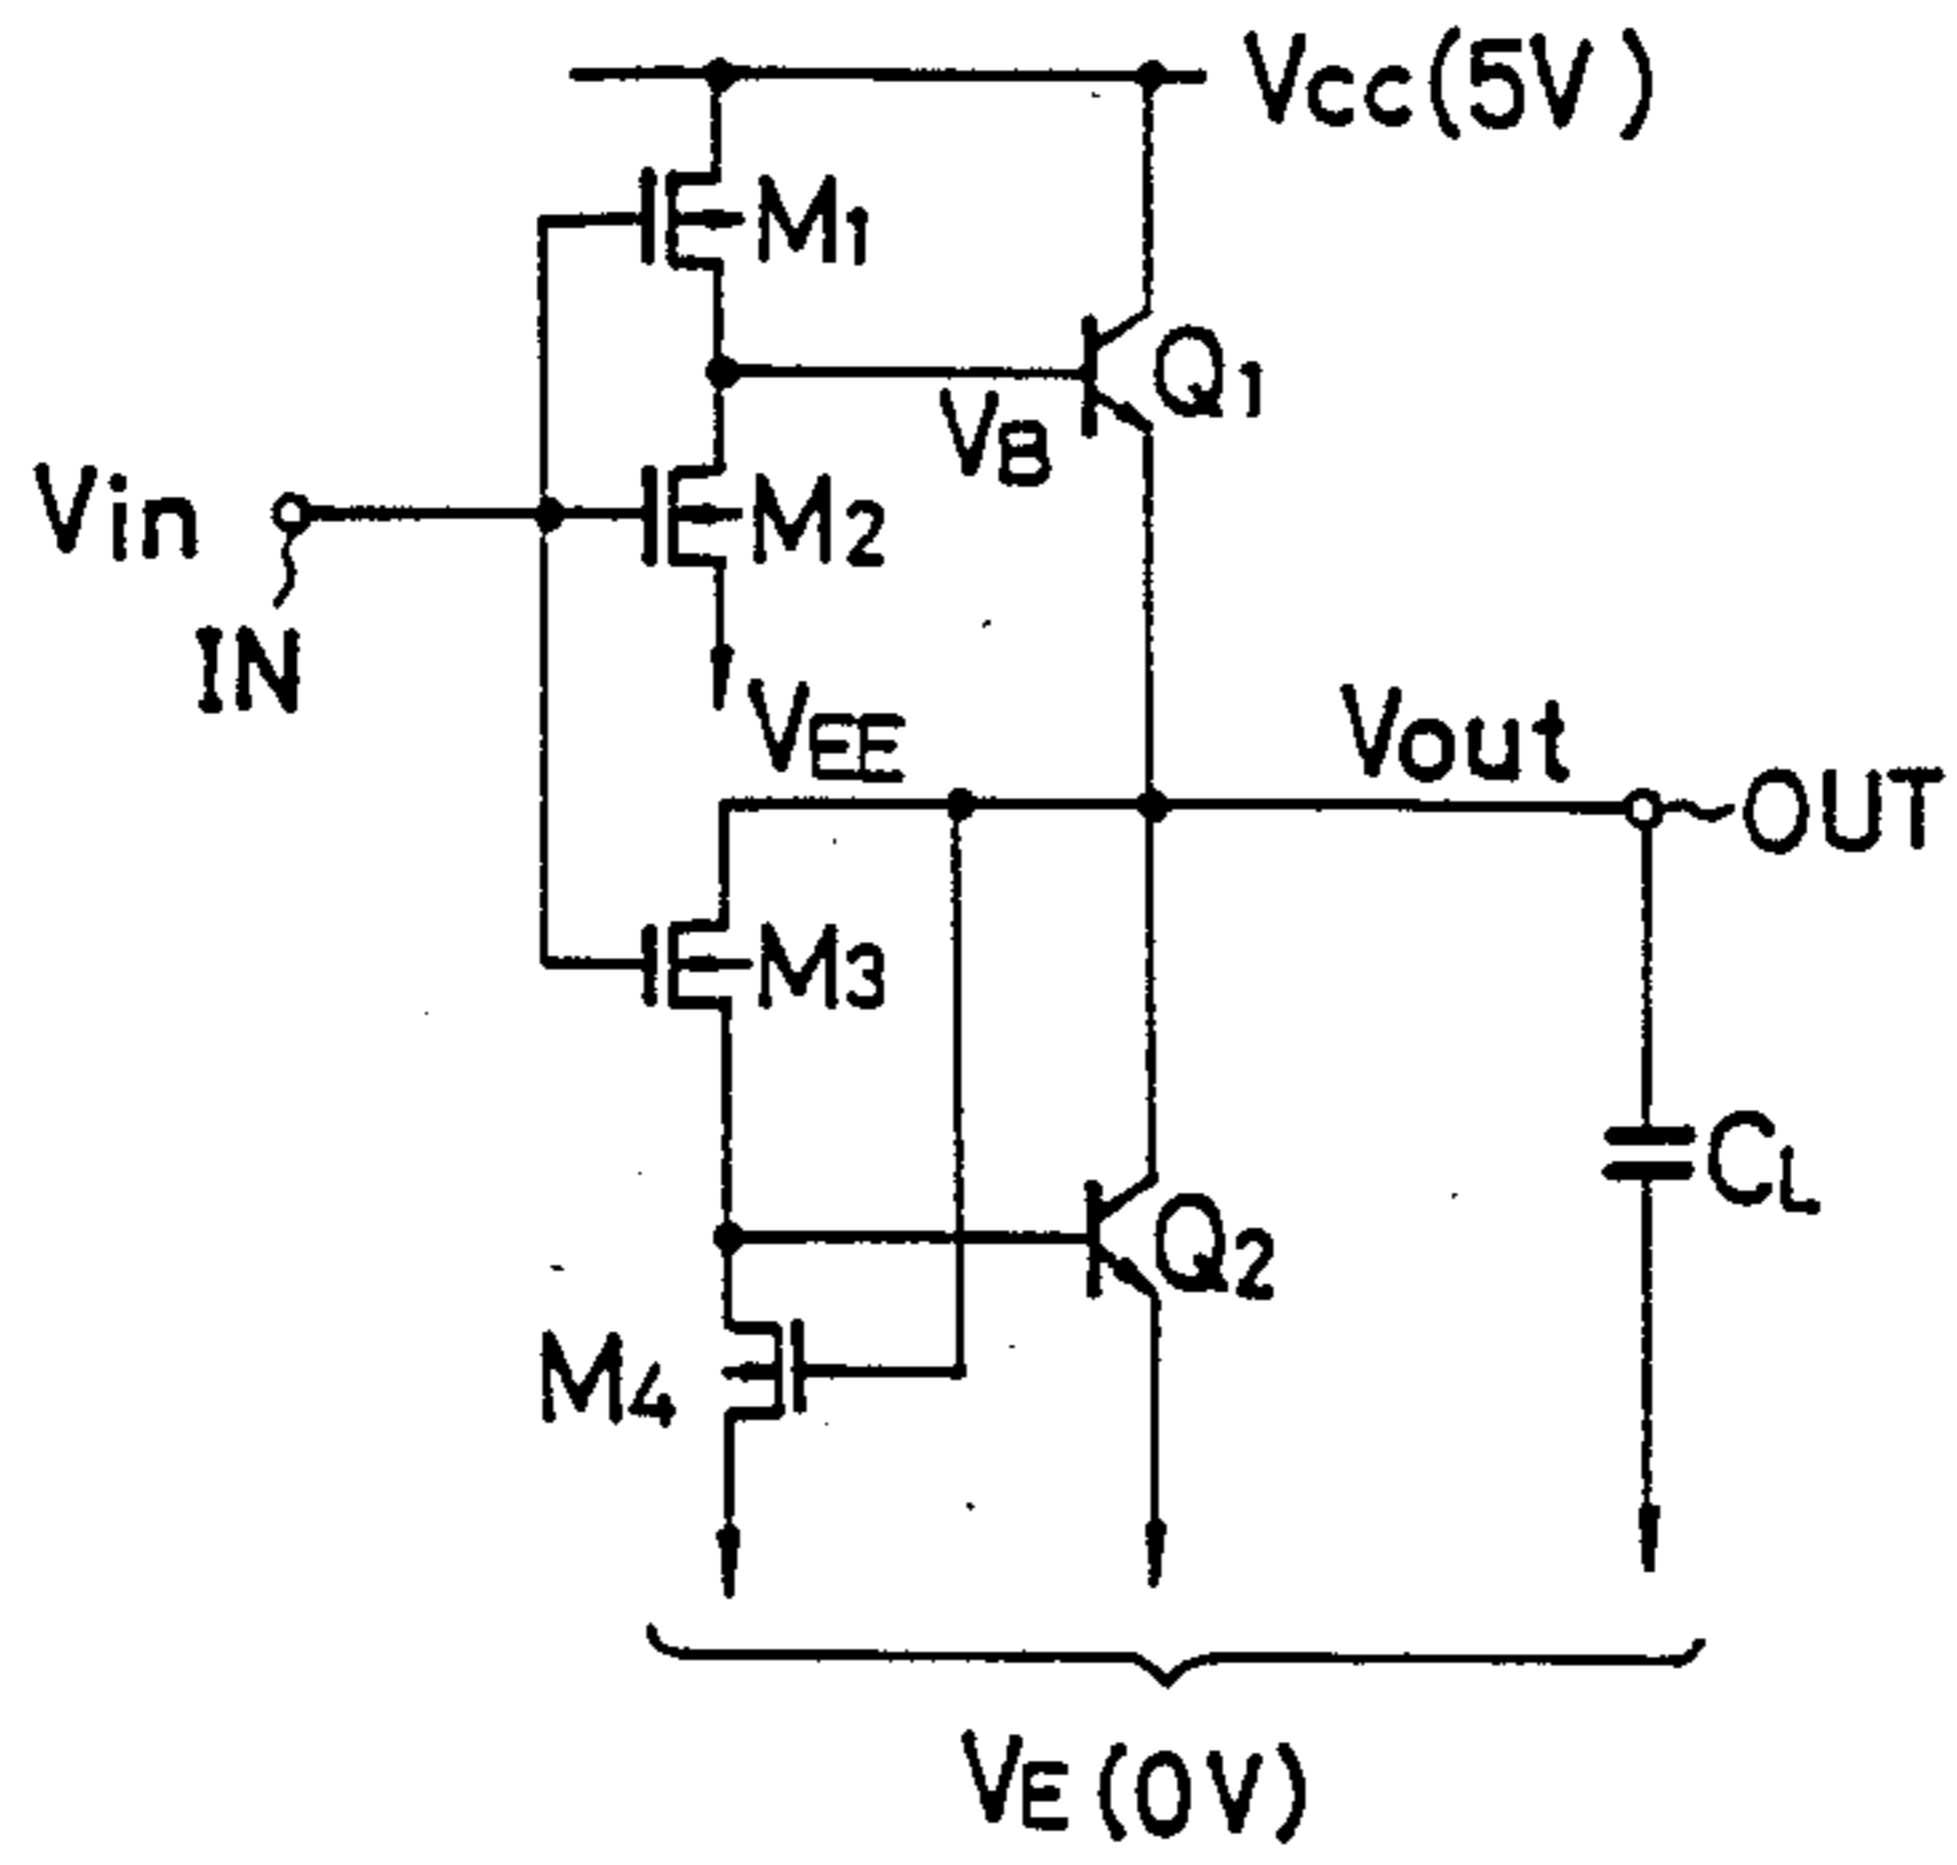 Vcc(5V)
M1
Q1
VB
Vin
M2
IN
VEE
Vout
OUT
M3
CL
Q2
M4
VE(0V)